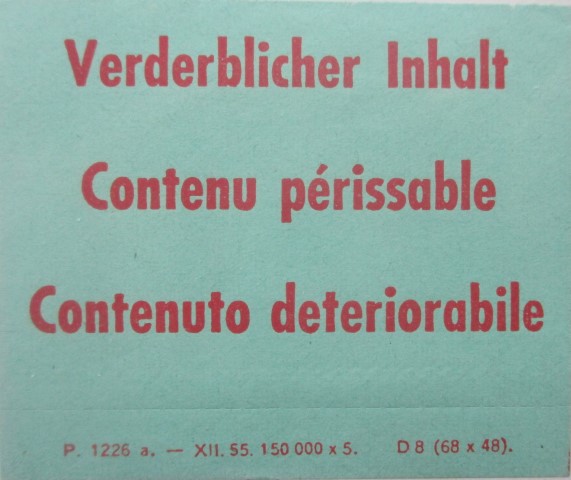 Verderblicher Inhalt
Contenu périssable
Contenuto deteriorabile
P. 1226 a. — XII. 55. 150 000 x 5. D 8 (68 x 48).